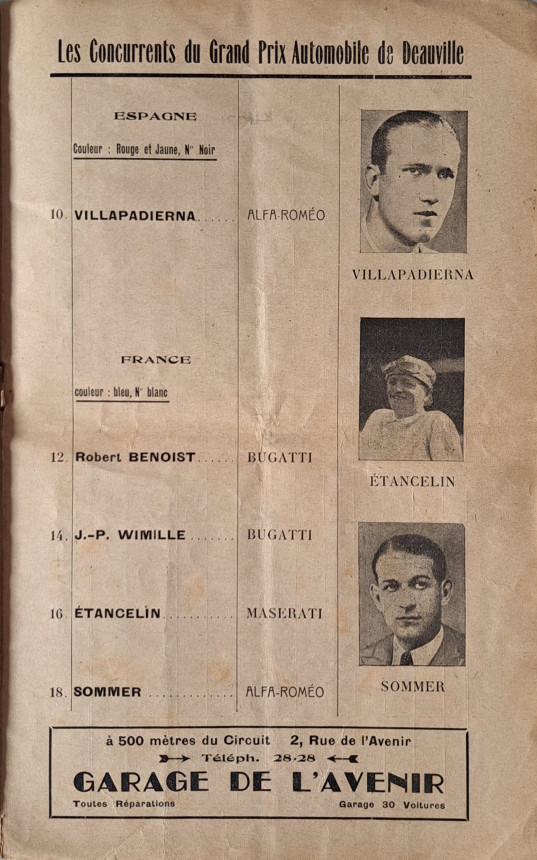 Les Concurrents du Grand Prix Automobile de Deauville
ESPAGNE
Couleur : Rouge et Jaune, N° Noir
10. VILLAPADIERNA...... ALFA-ROMÉO
VILLAPADIERNA
FRANCE
couleur : bleu, N° blanc
12. Robert BENOIST...... BUGATTI
ÉTANCELIN
14. J.-P. WIMILLE....... BUGATTI
16 ÉTANCELIN........... MASERATI
18. SOMMER ............ ALFA-ROMÉO
SOMMER
à 500 mètres du Circuit 2, Rue de l'Avenir
Téléph. 28-28
GARAGE DE L'AVENIR
Toutes Réparations Garage 30 Voitures